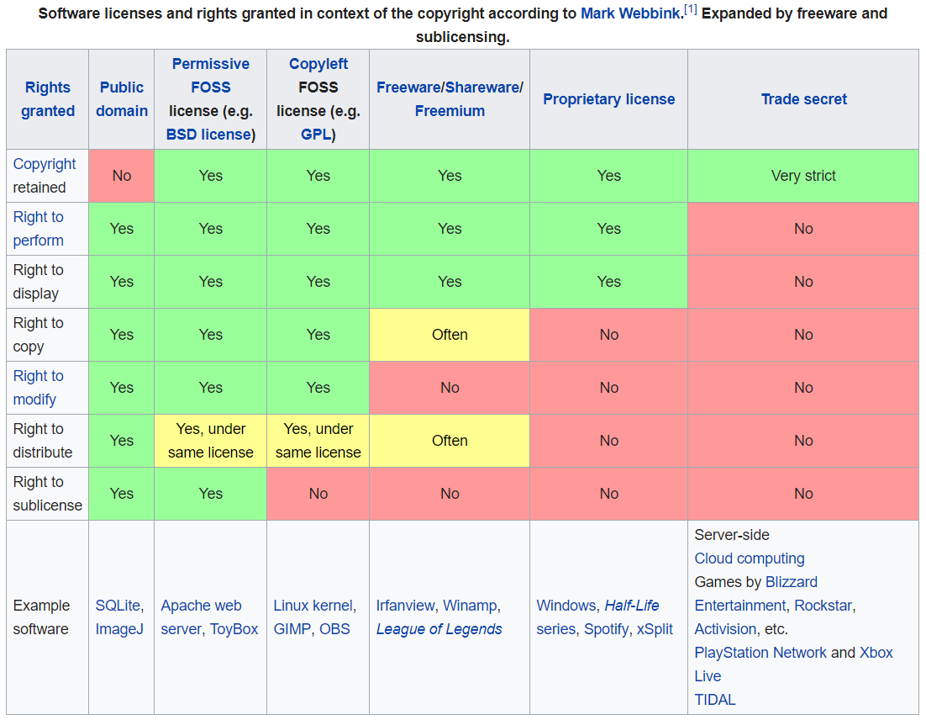 Software licenses and rights granted in context of the copyright according to Mark Webbink.[1] Expanded by freeware and
sublicensing.
Rights granted
Public domain
Permissive FOSS license (e.g. BSD license)
Copyleft FOSS license (e.g. GPL)
Freeware/Shareware/Freemium
Proprietary license
Trade secret
Copyright retained
No
Yes
Yes
Yes
Yes
Very strict
Right to perform
Yes
Yes
Yes
Yes
Yes
No
Right to display
Yes
Yes
Yes
Yes
Yes
No
Right to copy
Yes
Yes
Yes
Often
No
No
Right to modify
Yes
Yes
Yes
No
No
No
Right to distribute
Yes
Yes, under same license
Yes, under same license
Often
No
No
Right to sublicense
Yes
Yes
No
No
No
No
Example software
SQLite, ImageJ
Apache web server, ToyBox
Linux kernel, GIMP, OBS
Irfanview, Winamp, League of Legends
Windows, Half-Life series, Spotify, xSplit
Server-side
Cloud computing
Games by Blizzard
Entertainment, Rockstar,
Activision, etc.
PlayStation Network and Xbox
Live
TIDAL